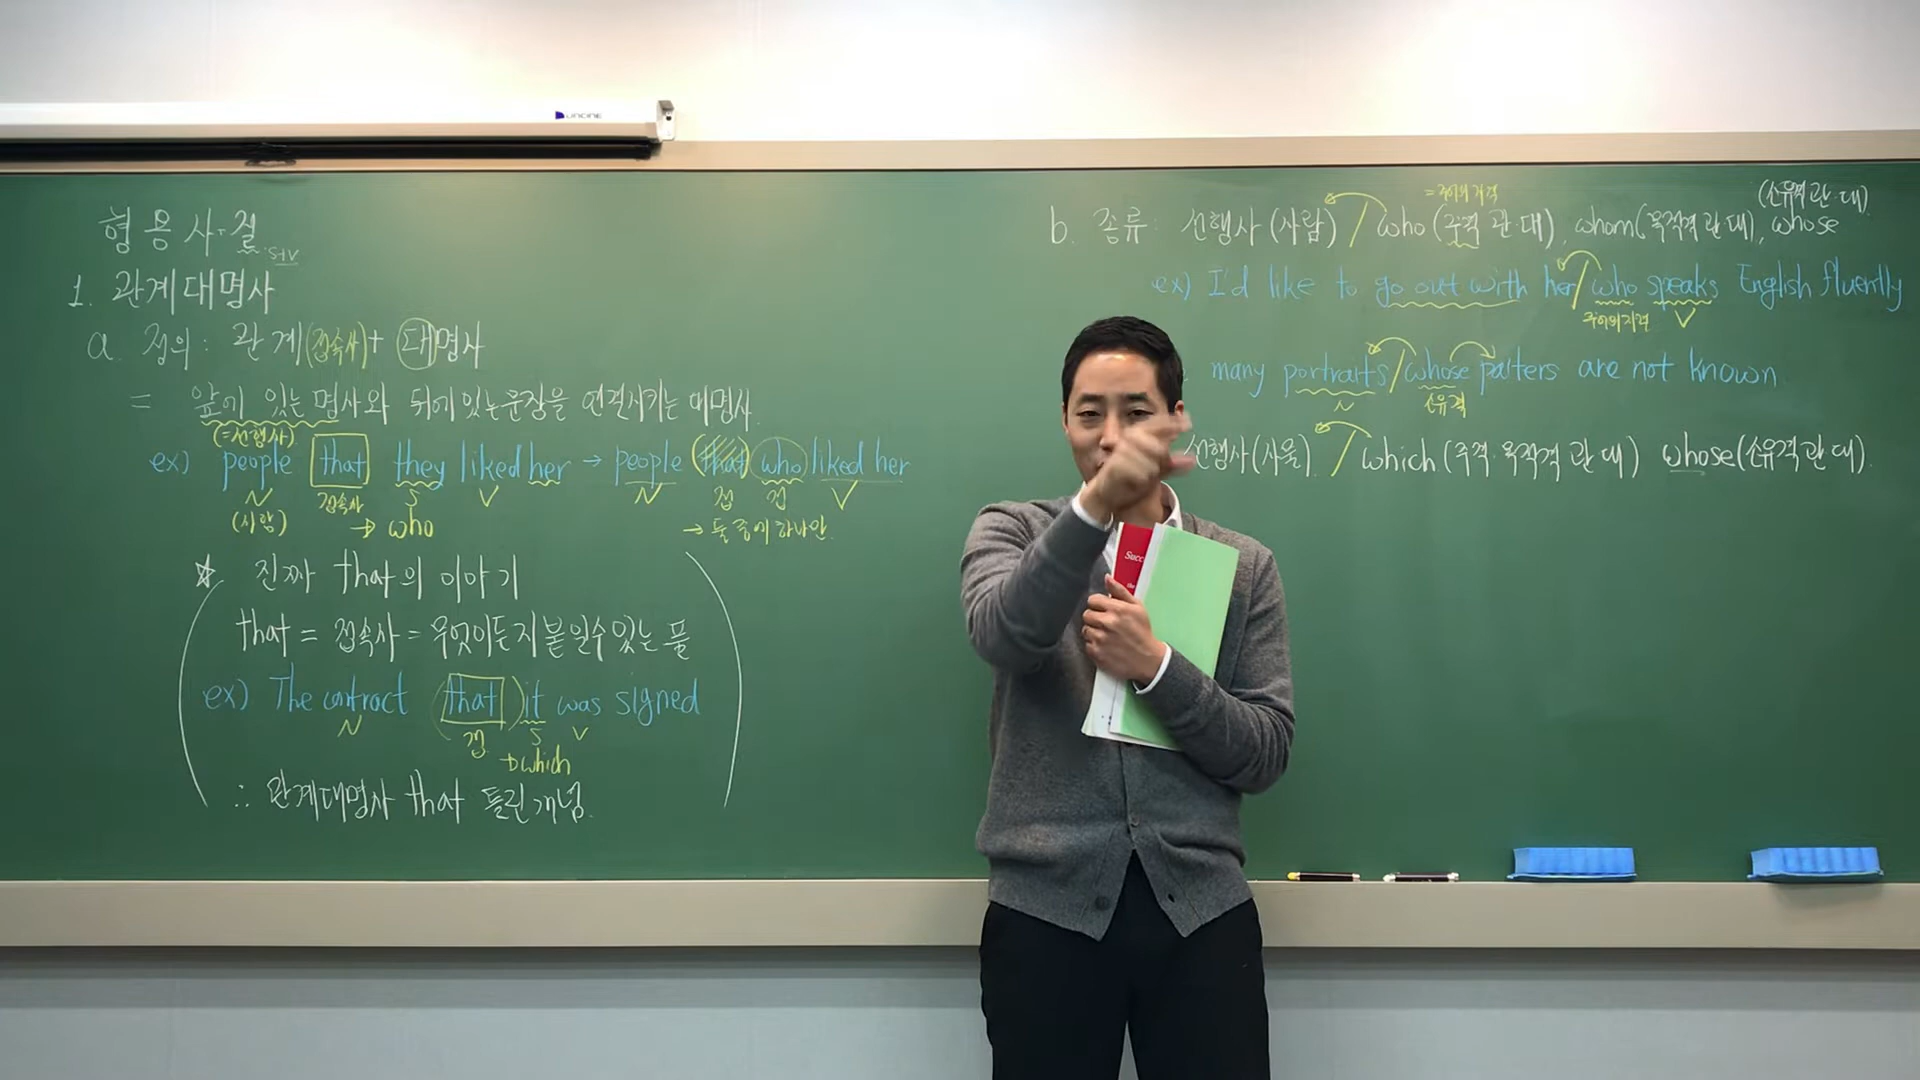 LINCINE
형용사·절
S+V
1. 관계대명사
a. 정의 : 관계(접속사)+ 대명사
= 앞에 있는 명사와 뒤에있는문장을 연결시키는 대명사.
(=선행사)
ex) people that they liked her → people (that) who liked her
N 접속사 S V N 접 V
(사람) → who → 둘 중에 하나만
☆ 진짜 that의 이야기
that = 접속사 = 무엇이든지붙일수있는 풀
ex) The contract (that) it was signed
N 접 S V
→ which
∴ 관계대명사 that 틀린개념.
=주어의자격 (소유격관·대)
b. 종류 : 선행사(사람) / who(주격 관·대), whom(목적격관대), whose
ex) I'd like to go out with her / who speaks English fluently
주어의자격 V
many portraits / whose paiters are not known
N 소유격
선행사(사물). / which(주격·목적격 관·대) whose(소유격관·대).
Succ
the